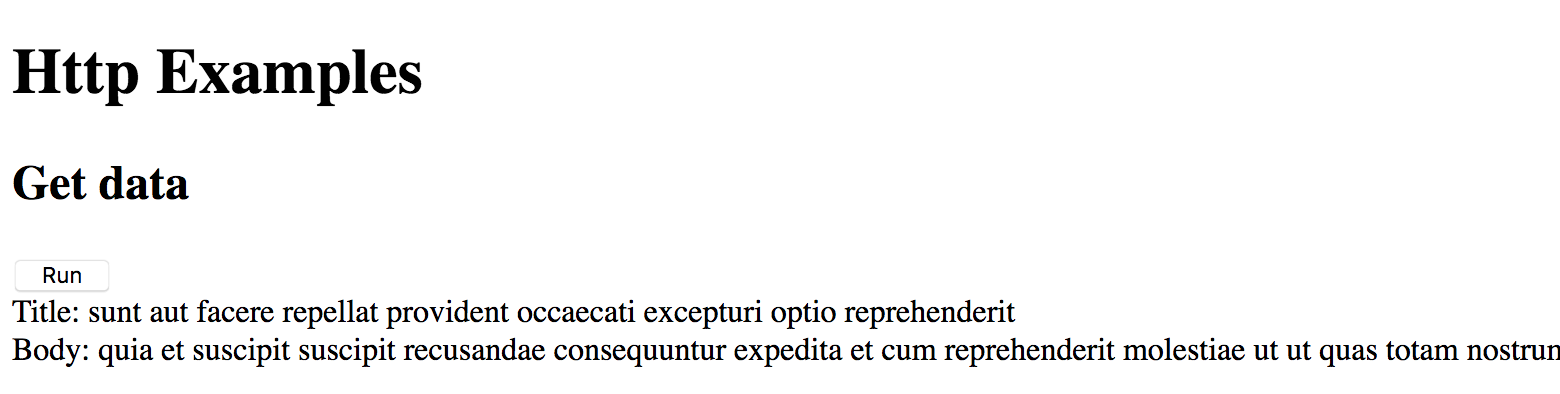 Http Examples
Get data
Run
Title: sunt aut facere repellat provident occaecati excepturi optio reprehenderit
Body: quia et suscipit suscipit recusandae consequuntur expedita et cum reprehenderit molestiae ut ut quas totam